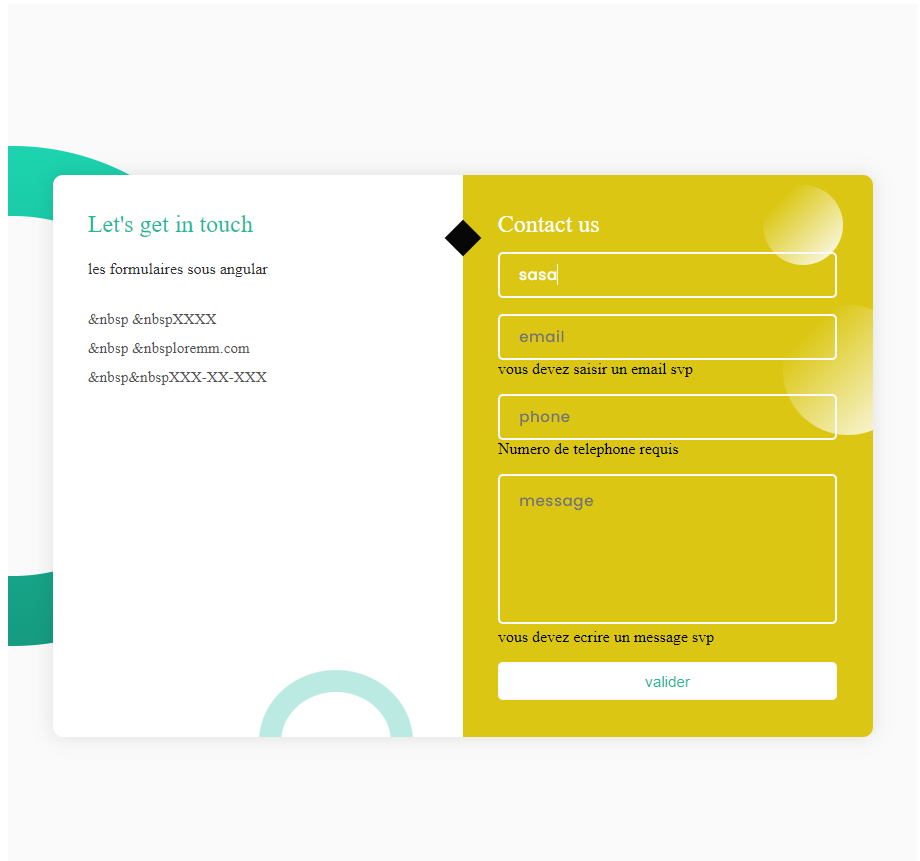 Let's get in touch
les formulaires sous angular
&nbsp &nbspXXXX
&nbsp &nbsploremm.com
&nbsp&nbspXXX-XX-XXX
Contact us
sasa
email
vous devez saisir un email svp
phone
Numero de telephone requis
message
vous devez ecrire un message svp
valider